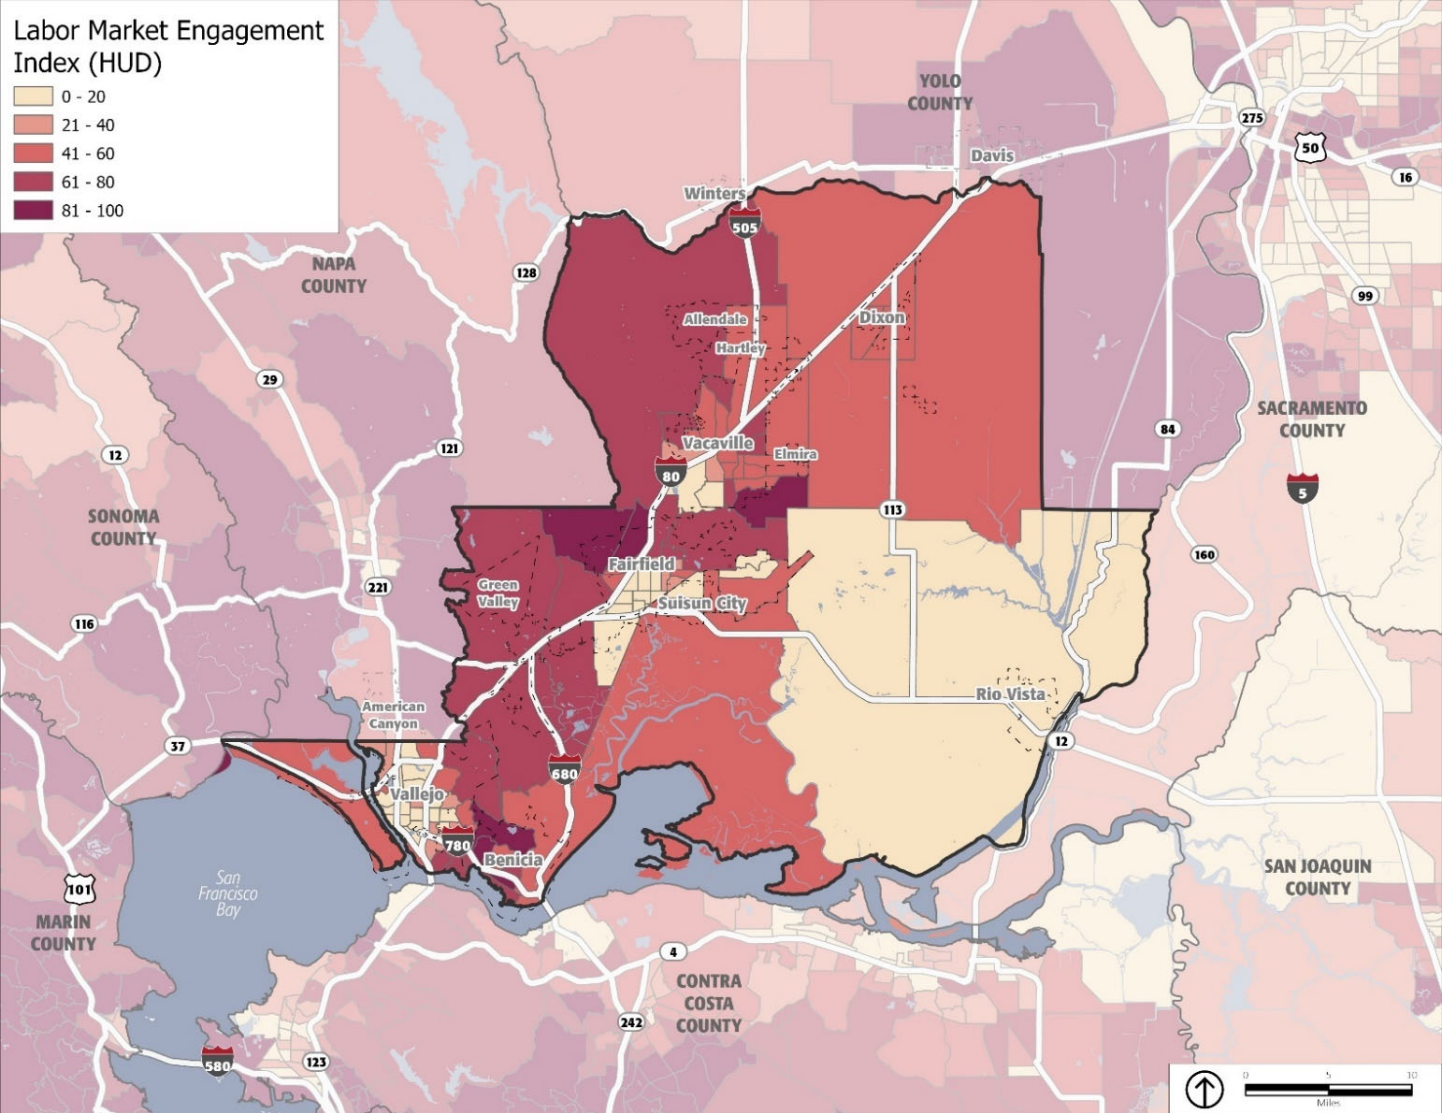 Labor Market Engagement
Index (HUD)
0 - 20
21 - 40
41 - 60
61 - 80
81 - 100
YOLO
COUNTY
275
50
Davis
16
Winters
505
NAPA
COUNTY
128
99
Allendale
Dixon
Hartley
29
SACRAMENTO
COUNTY
84
121
12
Vacaville
Elmira
80
5
113
SONOMA
COUNTY
160
Fairfield
221
Green
Valley
Suisun City
116
Rio Vista
American
Canyon
37
12
680
Vallejo
780
Benicia
San
Francisco
Bay
101
SAN JOAQUIN
COUNTY
MARIN
COUNTY
4
CONTRA
COSTA
COUNTY
242
580
123
0 5 10
Miles